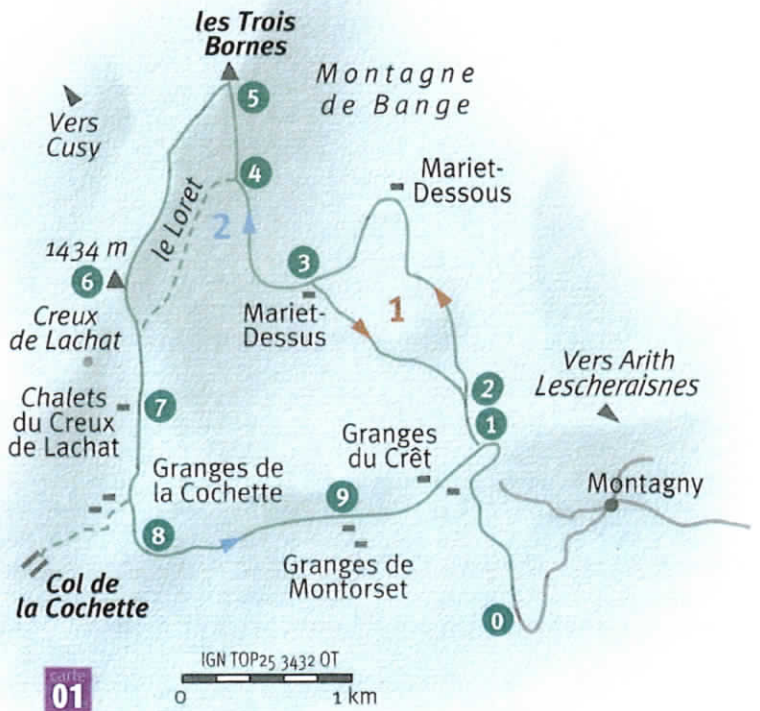 les Trois
Bornes
Montagne
de Bange
5
Vers
Cusy
4
Mariet-
Dessous
le Loret
2
1434 m
6
3
Mariet-
Dessus
1
Creux
de Lachat
Vers Arith
Lescheraisnes
2
Chalets
du Creux
de Lachat
7
1
Granges
du Crêt
Granges de
la Cochette
9
Montagny
8
Granges de
Montorset
Col de
la Cochette
0
IGN TOP25 3432 OT
carte
01
0 1 km